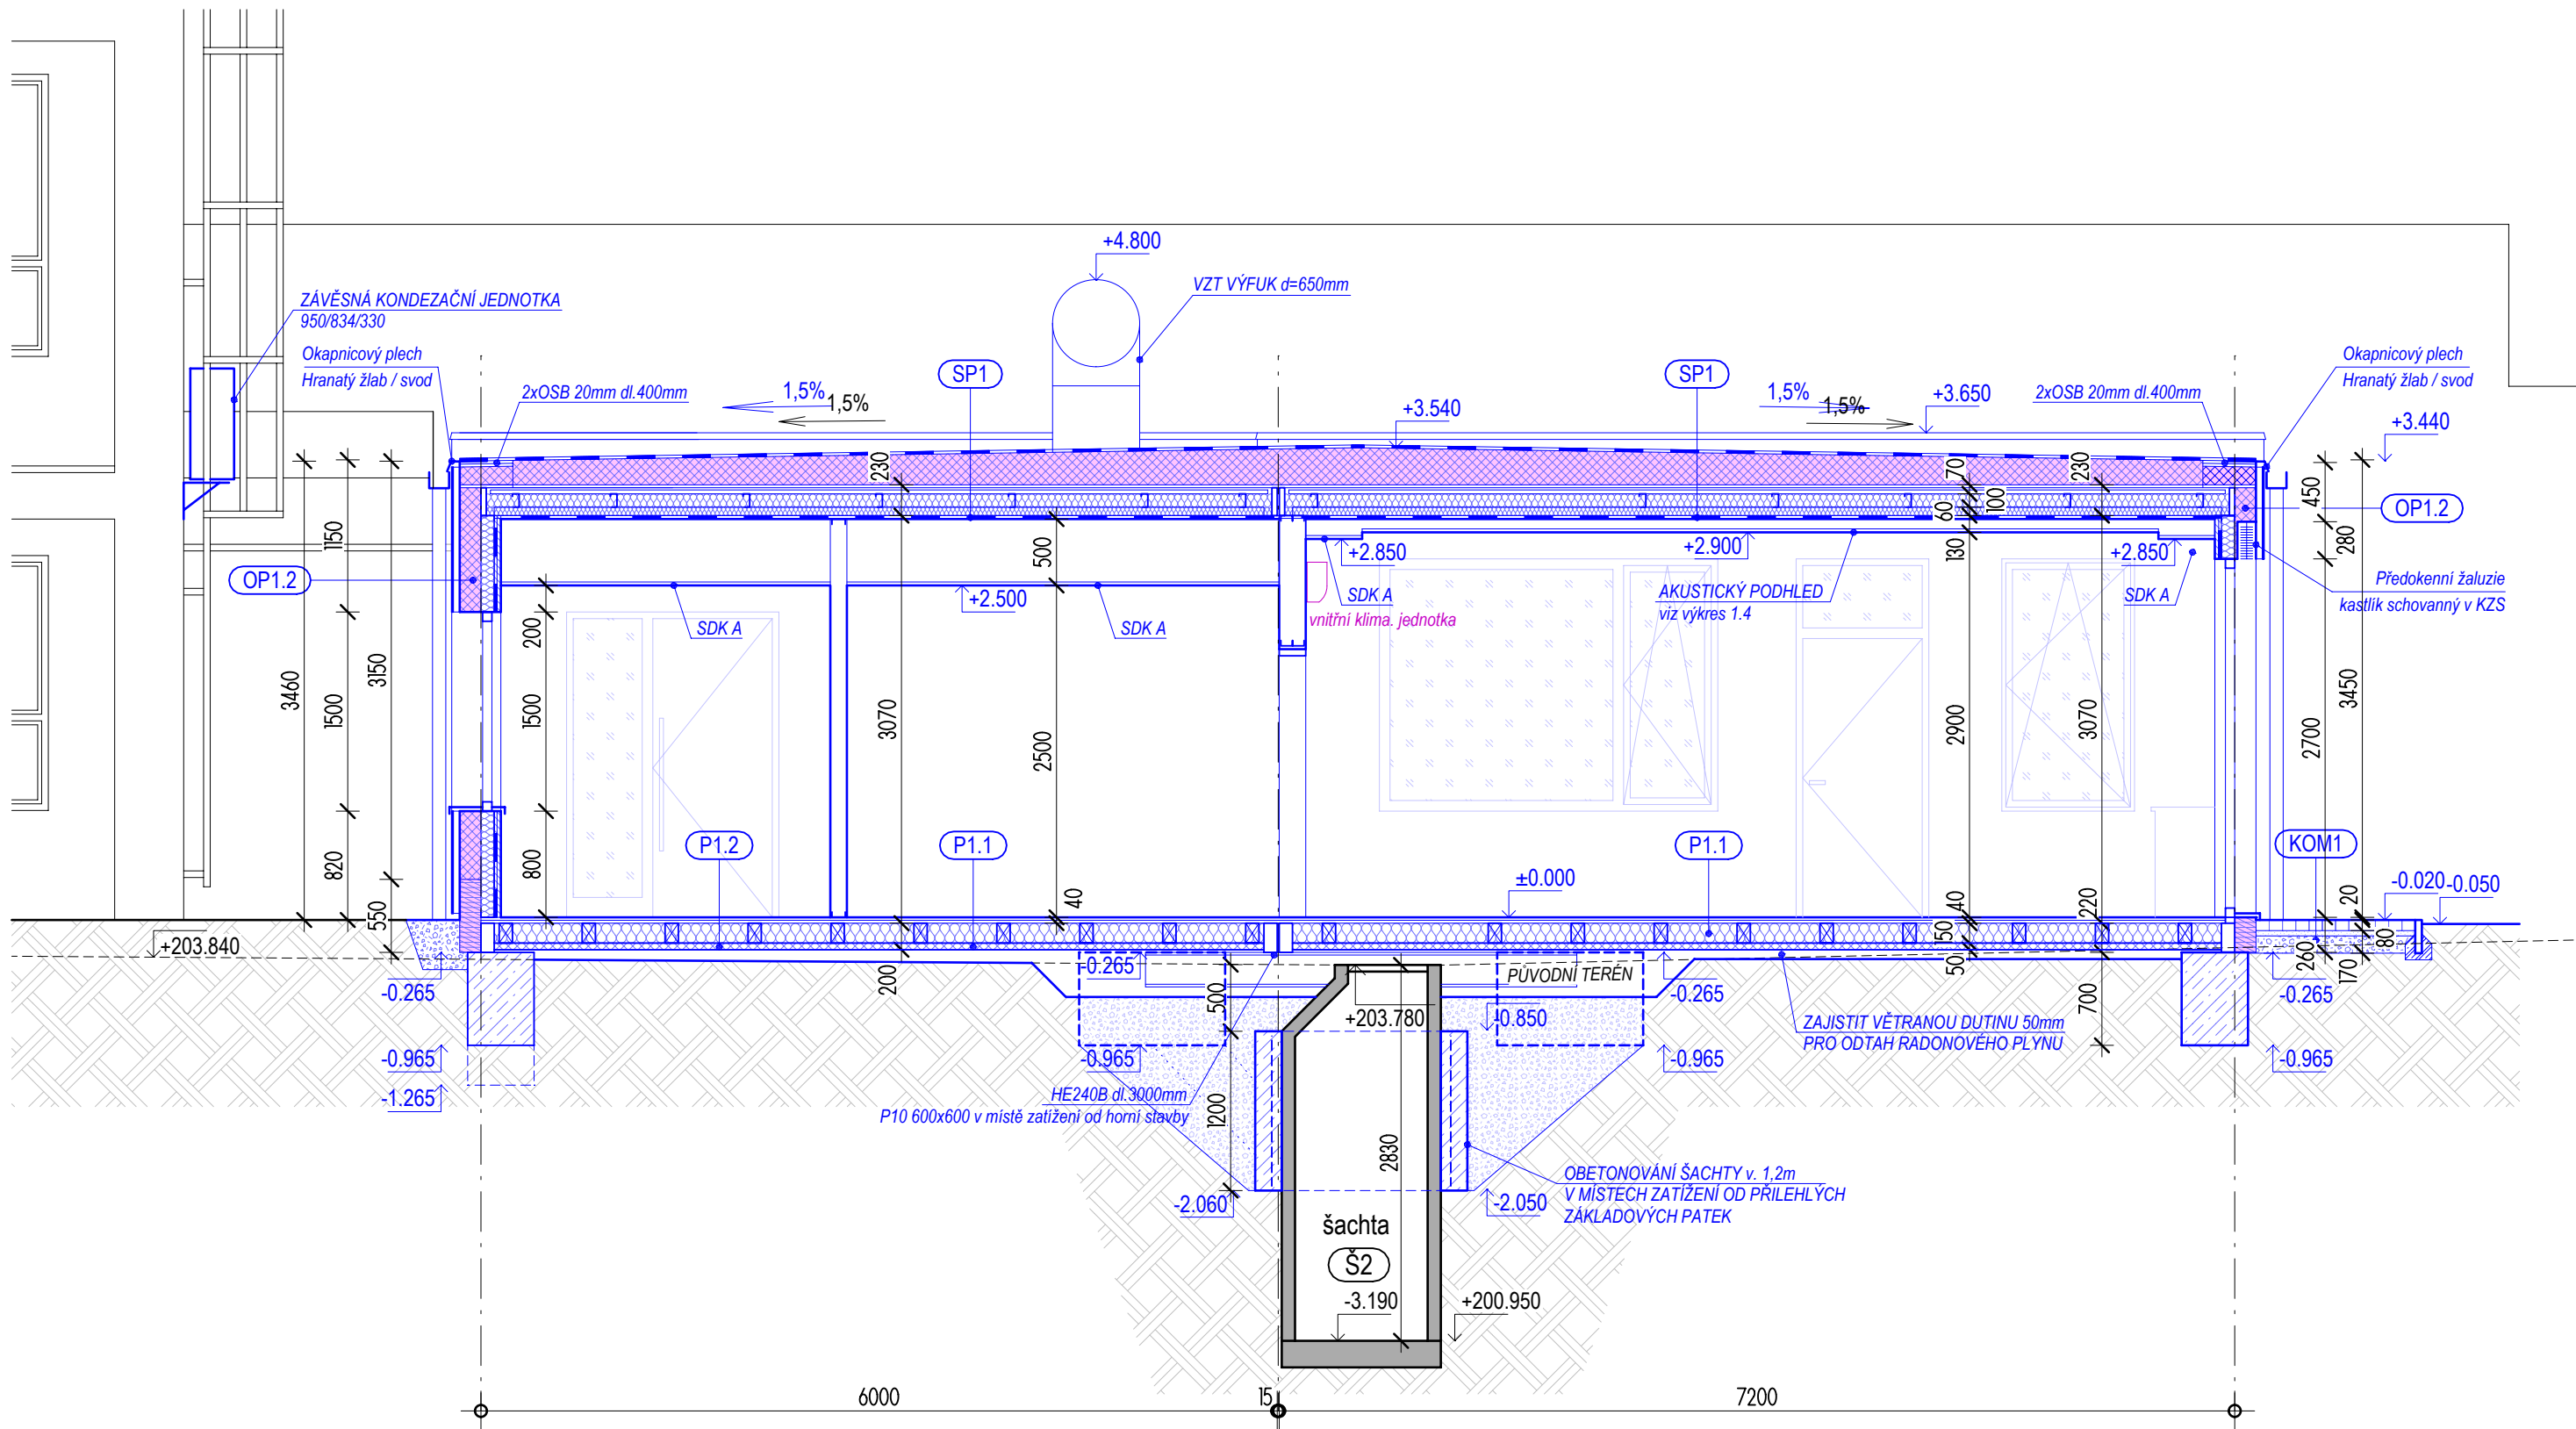 +4.800
VZT VÝFUK d=650mm
ZÁVĚSNÁ KONDEZAČNÍ JEDNOTKA
950/834/330
Okapnicový plech
Hranatý žlab / svod
2xOSB 20mm dl.400mm
1,5%
1,5%
SP1
+3.540
SP1
1,5%
1,5%
+3.650
2xOSB 20mm dl.400mm
Okapnicový plech
Hranatý žlab / svod
+3.440
230
70
230
60
100
450
280
OP1.2
1150
500
+2.850
+2.900
130
+2.850
OP1.2
+2.500
SDK A
SDK A
SDK A
vnitřní klima. jednotka
AKUSTICKÝ PODHLED
viz výkres 1.4
SDK A
Předokenní žaluzie
kastlík schovaný v KZS
200
3460
1500
3150
1500
3070
2500
2900
3070
2700
3450
820
800
550
P1.2
P1.1
P1.1
KOM1
40
±0.000
40
220
20
-0.020
-0.050
+203.840
150
50
260
80
170
-0.265
200
-0.265
500
PŮVODNÍ TERÉN
-0.265
700
-0.265
+203.780
-0.850
ZAJISTIT VĚTRANOU DUTINU 50mm
PRO ODTAH RADONOVÉHO PLYNU
-0.965
-0.965
-0.965
-0.965
-1.265
HE240B dl.3000mm
P10 600x600 v místě zatížení od horní stavby
1200
2830
OBETONOVÁNÍ ŠACHTY v. 1,2m
V MÍSTECH ZATÍŽENÍ OD PŘILEHLÝCH
ZÁKLADOVÝCH PATEK
-2.060
-2.050
šachta
Š2
-3.190
+200.950
6000
15
7200